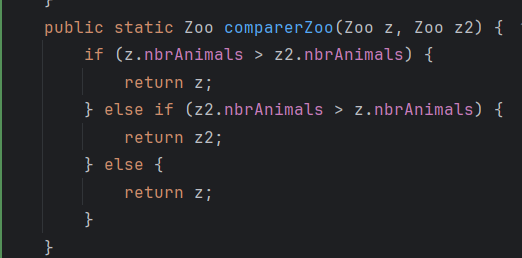 }
public static Zoo comparerZoo(Zoo z, Zoo z2) {
if (z.nbrAnimals > z2.nbrAnimals) {
return z;
} else if (z2.nbrAnimals > z.nbrAnimals) {
return z2;
} else {
return z;
}
}